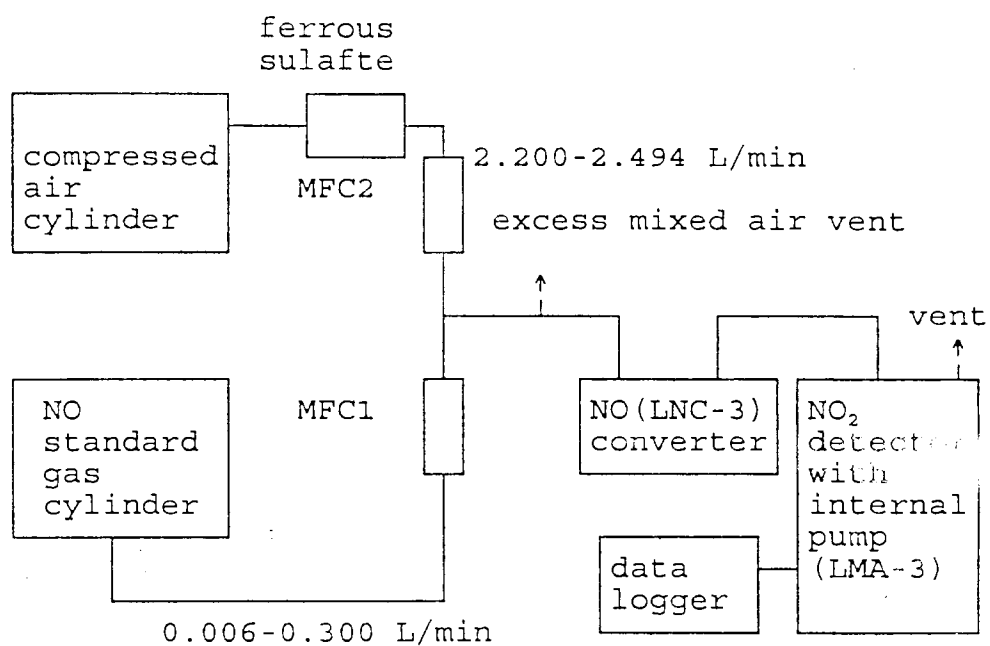 ferrous
sulafte
compressed
air
cylinder
MFC2
2.200-2.494 L/min
excess mixed air vent
vent
NO
standard
gas
cylinder
MFC1
NO(LNC-3)
converter
NO₂
detector
with
internal
pump
(LMA-3)
data
logger
0.006-0.300 L/min